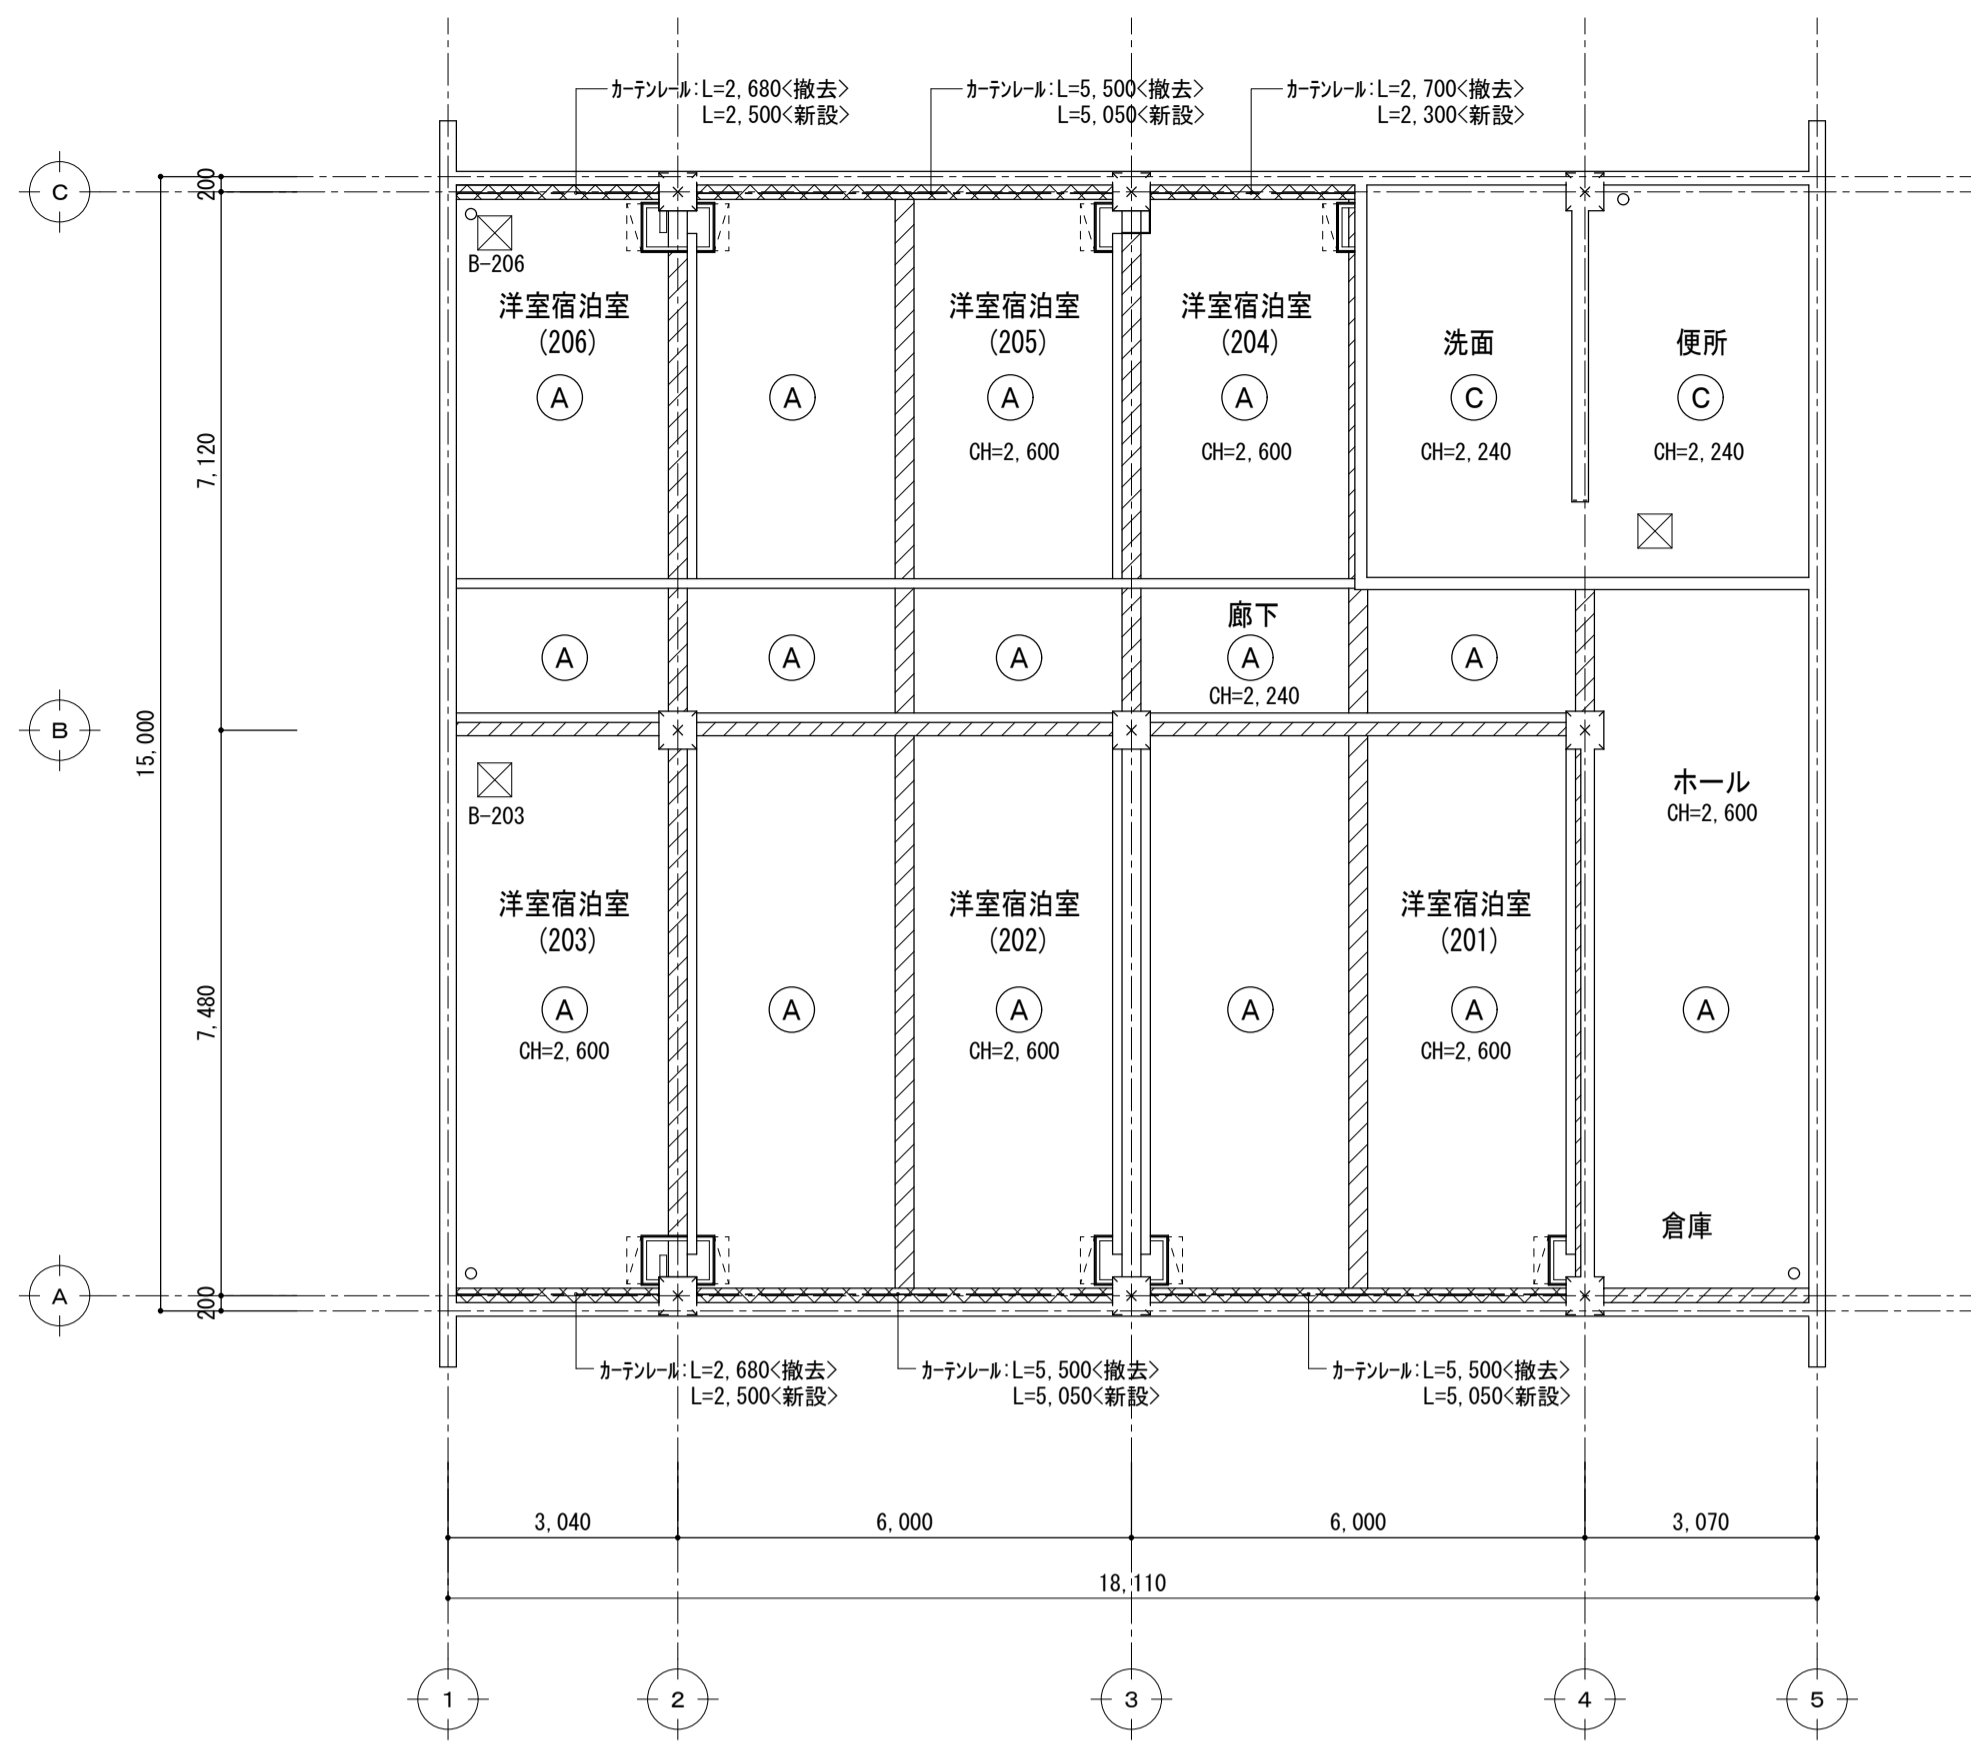 カーテンレール:L=2,680<撤去>
L=2,500<新設>
カーテンレール:L=5,500<撤去>
L=5,050<新設>
カーテンレール:L=2,700<撤去>
L=2,300<新設>
C
200
B-206
洋室宿泊室
(206)
A
A
洋室宿泊室
(205)
A
CH=2,600
洋室宿泊室
(204)
A
CH=2,600
洗面
C
CH=2,240
便所
C
CH=2,240
7,120
A
A
A
廊下
A
CH=2,240
A
B
15,000
B-203
ホール
CH=2,600
洋室宿泊室
(203)
A
CH=2,600
A
洋室宿泊室
(202)
A
CH=2,600
A
洋室宿泊室
(201)
A
CH=2,600
A
7,480
倉庫
A
200
カーテンレール:L=2,680<撤去>
L=2,500<新設>
カーテンレール:L=5,500<撤去>
L=5,050<新設>
カーテンレール:L=5,500<撤去>
L=5,050<新設>
3,040
6,000
6,000
3,070
18,110
1
2
3
4
5